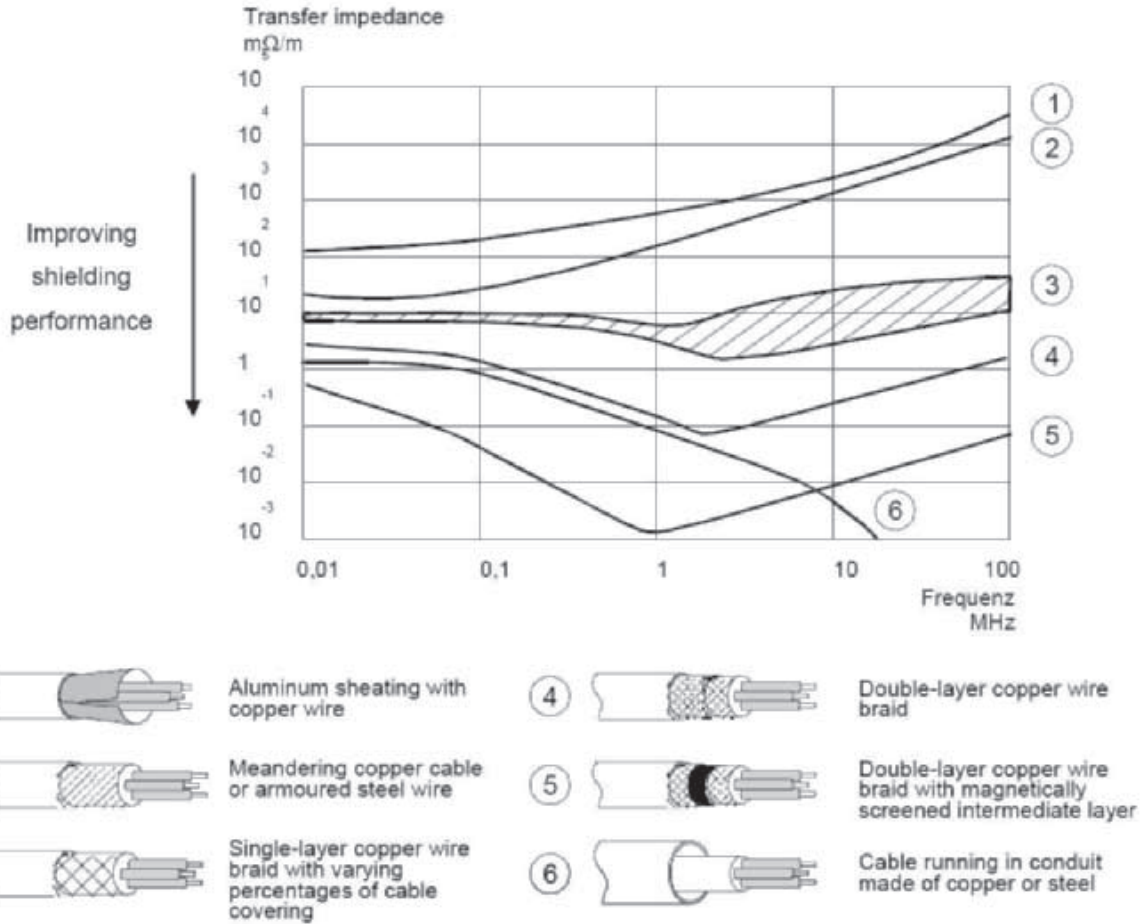 Transfer impedance
mΩ/m
10^5
10^4
10^3
10^2
10^1
1
10^-1
10^-2
10^-3
Improving
shielding
performance
1
2
3
4
5
6
0,01 0,1 1 10 100
Frequenz
MHz
Aluminum sheating with
copper wire
Meandering copper cable
or armoured steel wire
Single-layer copper wire
braid with varying
percentages of cable
covering
4
Double-layer copper wire
braid
5
Double-layer copper wire
braid with magnetically
screened intermediate layer
6
Cable running in conduit
made of copper or steel